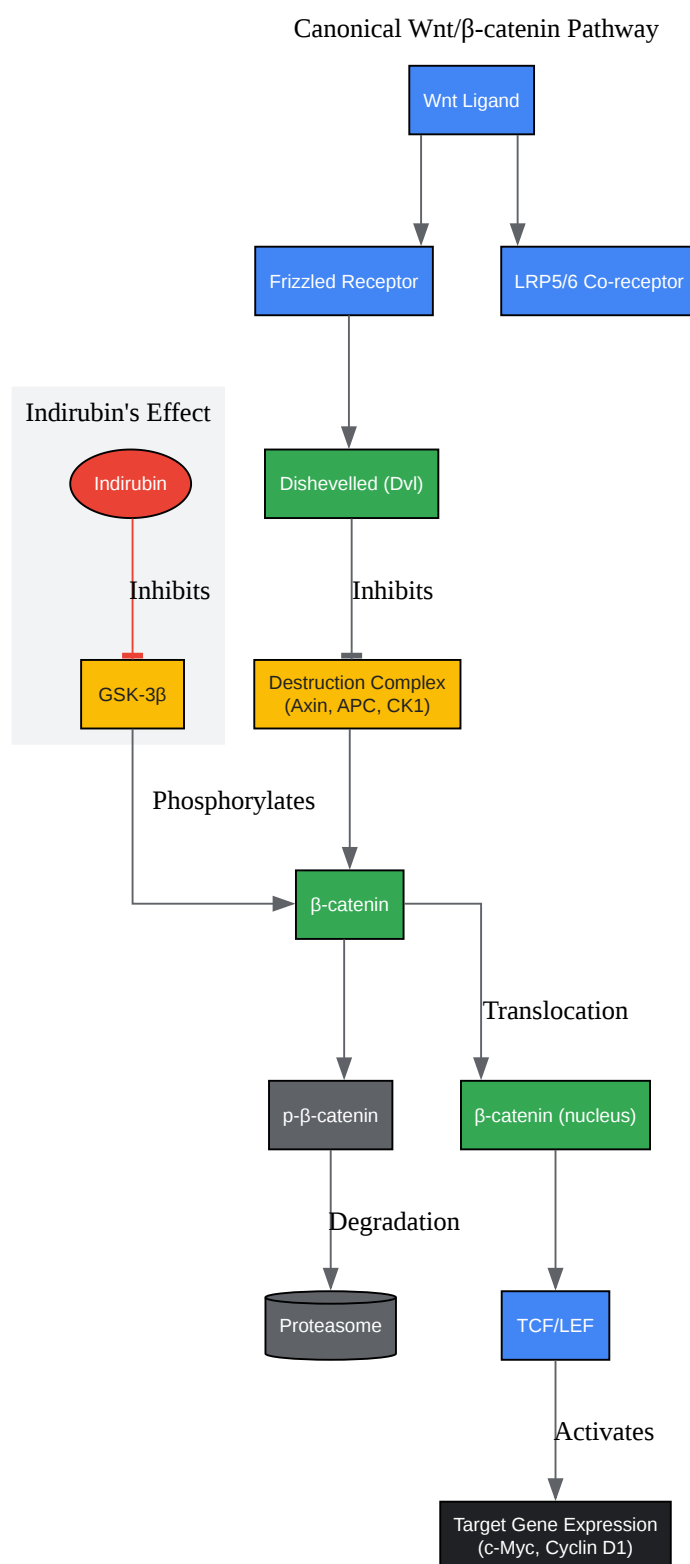 Canonical Wnt/β-catenin Pathway
Wnt Ligand
Frizzled Receptor
LRP5/6 Co-receptor
Indirubin's Effect
Indirubin
Dishevelled (Dvl)
Inhibits
Inhibits
GSK-3β
Destruction Complex
(Axin, APC, CK1)
Phosphorylates
β-catenin
Translocation
p-β-catenin
β-catenin (nucleus)
Degradation
Proteasome
TCF/LEF
Activates
Target Gene Expression
(c-Myc, Cyclin D1)